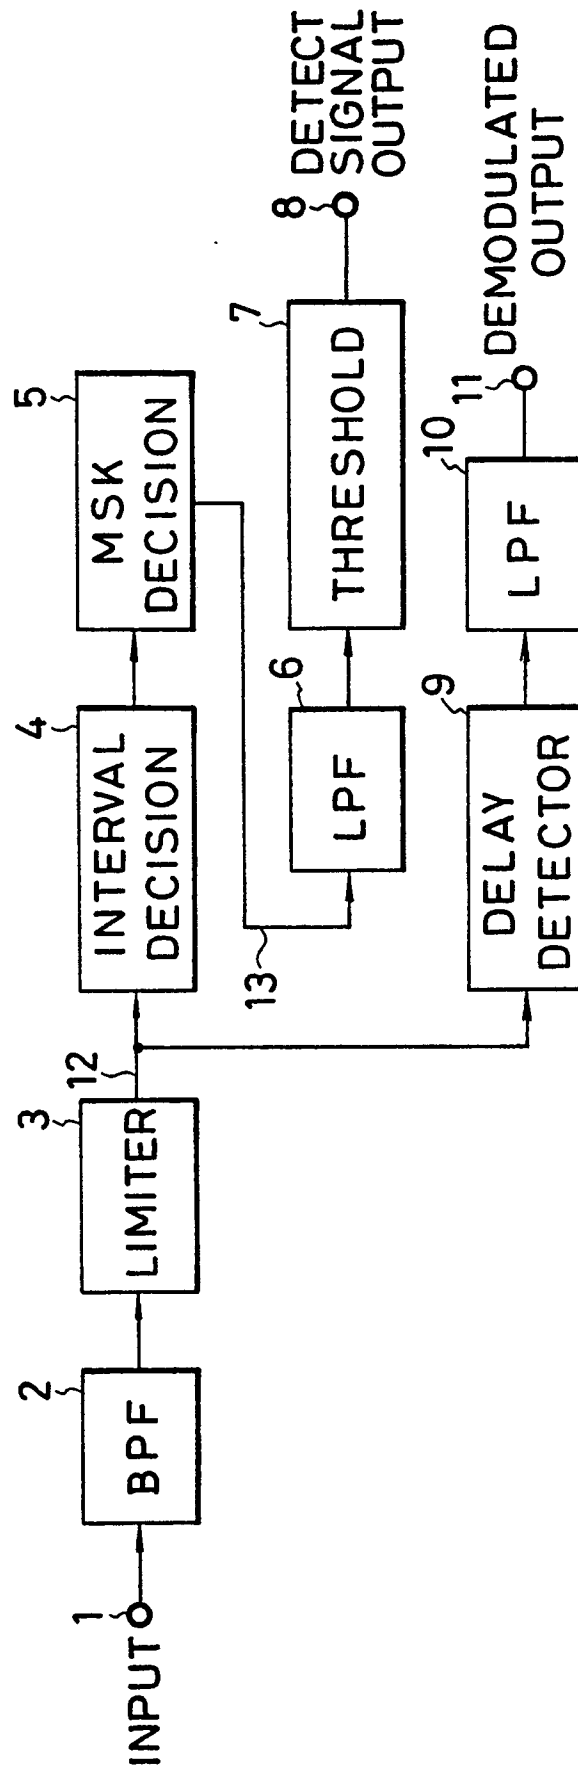 INPUT
1
2
BPF
3
LIMITER
12
4
INTERVAL
DECISION
5
MSK
DECISION
13
6
LPF
7
THRESHOLD
8
DETECT
SIGNAL
OUTPUT
9
DELAY
DETECTOR
10
LPF
11
DEMODULATED
OUTPUT